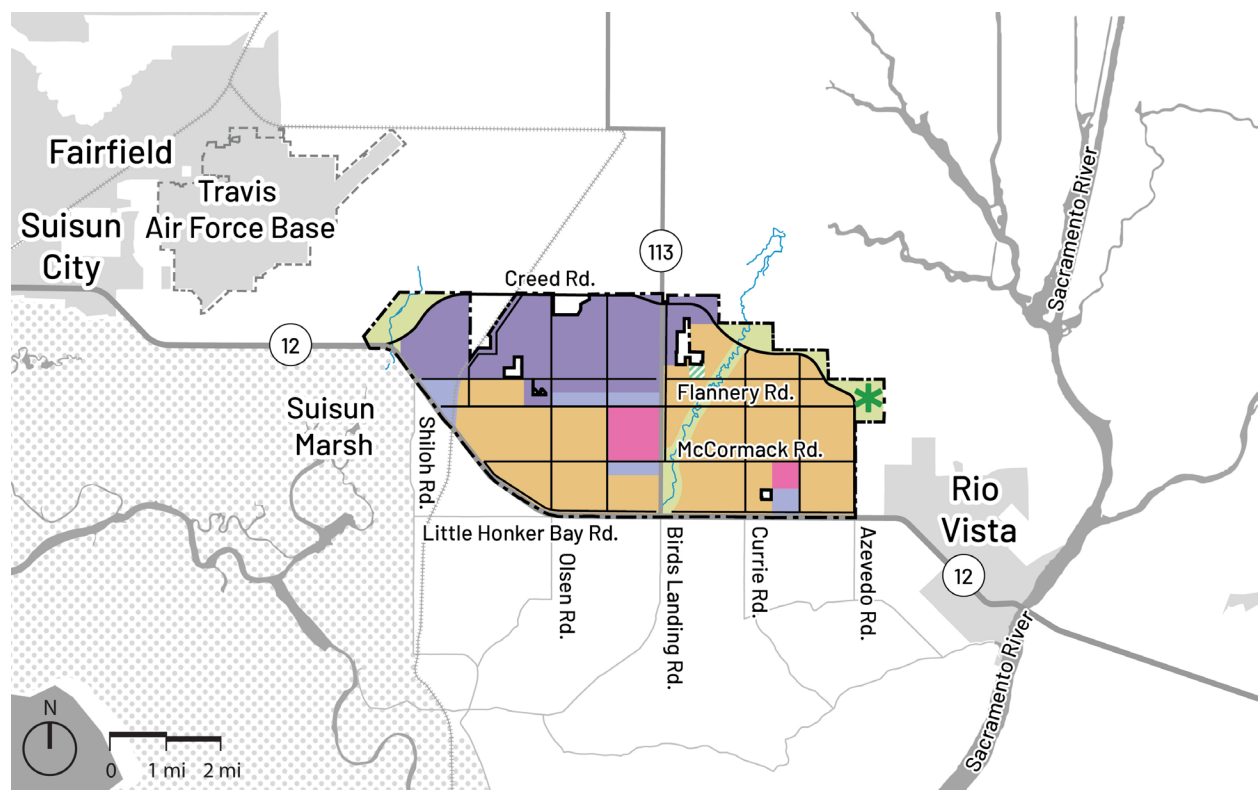 Fairfield
Travis
Air Force Base
Suisun
City
113
Creed Rd.
Sacramento River
12
Flannery Rd.
Suisun
Marsh
Shiloh Rd.
McCormack Rd.
Rio
Vista
Little Honker Bay Rd.
Olsen Rd.
Birds Landing Rd.
Currie Rd.
Azevedo Rd.
12
Sacramento River
N
0 1 mi 2 mi